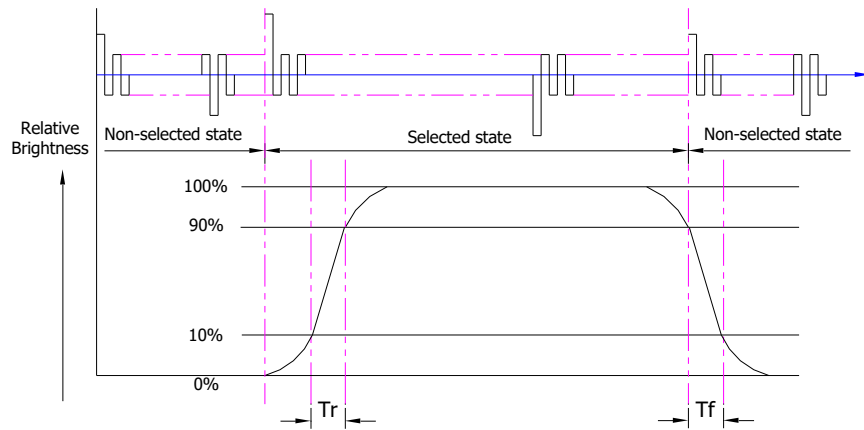 Relative
Brightness
Non-selected state
Selected state
Non-selected state
100%
90%
10%
0%
Tr
Tf